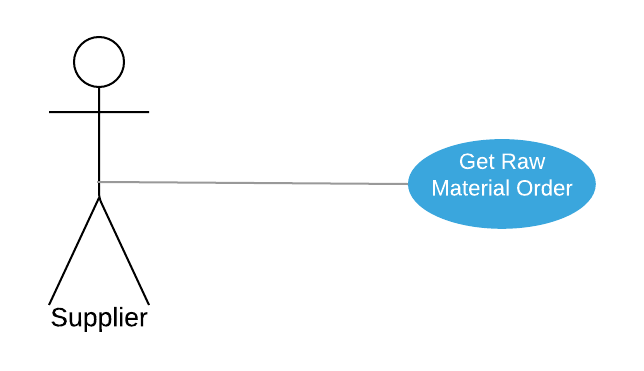 Get Raw
Material Order
Supplier